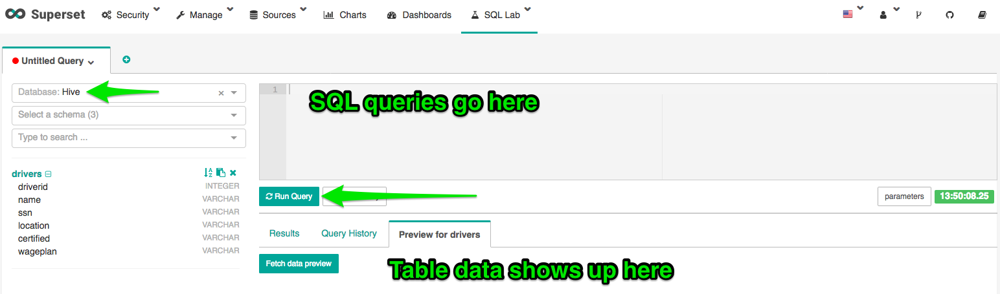 Superset Security Manage Sources Charts Dashboards SQL Lab
Untitled Query
Database: Hive
Select a schema (3)
Type to search ...
drivers
driverid INTEGER
name VARCHAR
ssn VARCHAR
location VARCHAR
certified VARCHAR
wageplan VARCHAR
1
SQL queries go here
Run Query
parameters 13:50:08.25
Results Query History Preview for drivers
Fetch data preview
Table data shows up here